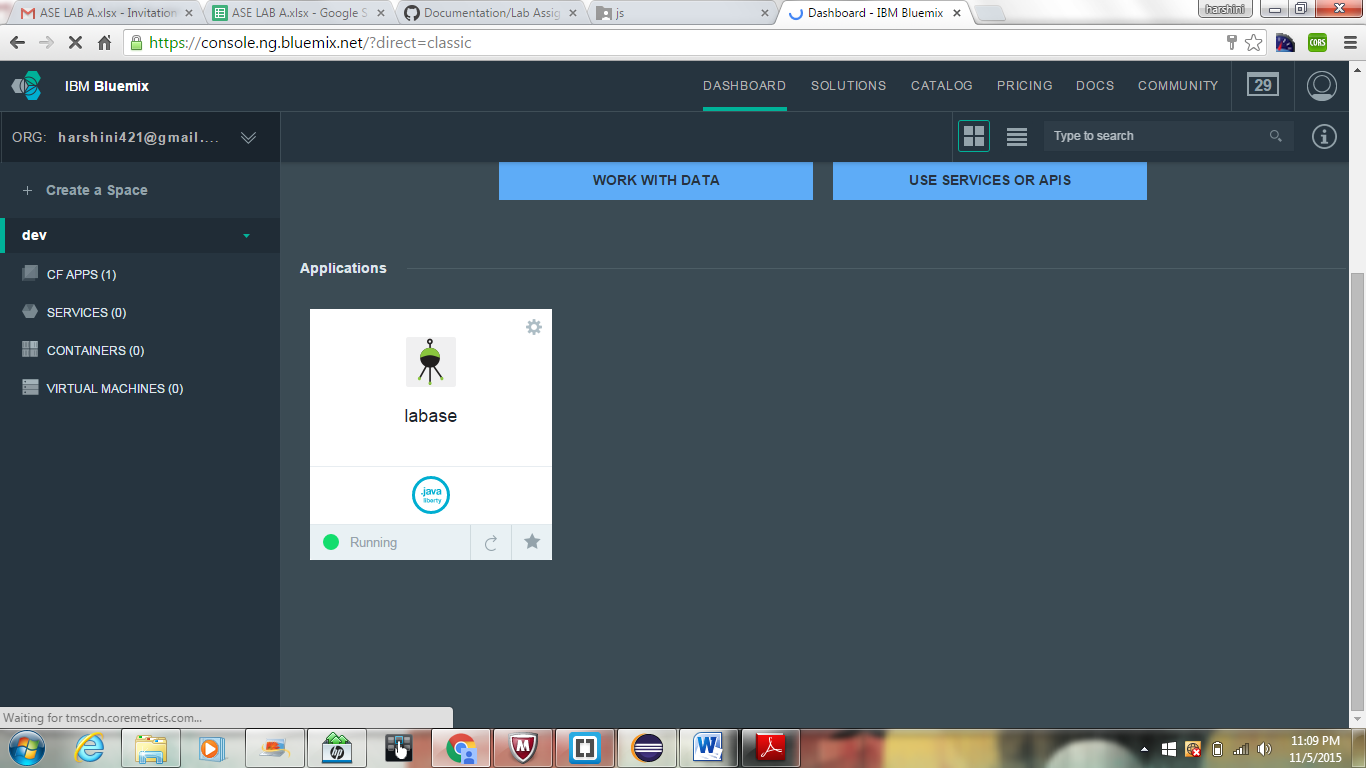 ASE LAB A.xlsx - Invitation
ASE LAB A.xlsx - Google S
Documentation/Lab Assig
js
Dashboard - IBM Bluemix
harshini
https://console.ng.bluemix.net/?direct=classic
CORS
IBM Bluemix
DASHBOARD
SOLUTIONS
CATALOG
PRICING
DOCS
COMMUNITY
29
ORG: harshini421@gmail....
Type to search
+ Create a Space
WORK WITH DATA
USE SERVICES OR APIS
dev
CF APPS (1)
SERVICES (0)
CONTAINERS (0)
VIRTUAL MACHINES (0)
Applications
labase
.java
liberty
Running
Waiting for tmscdn.coremetrics.com...
hp
11:09 PM
11/5/2015